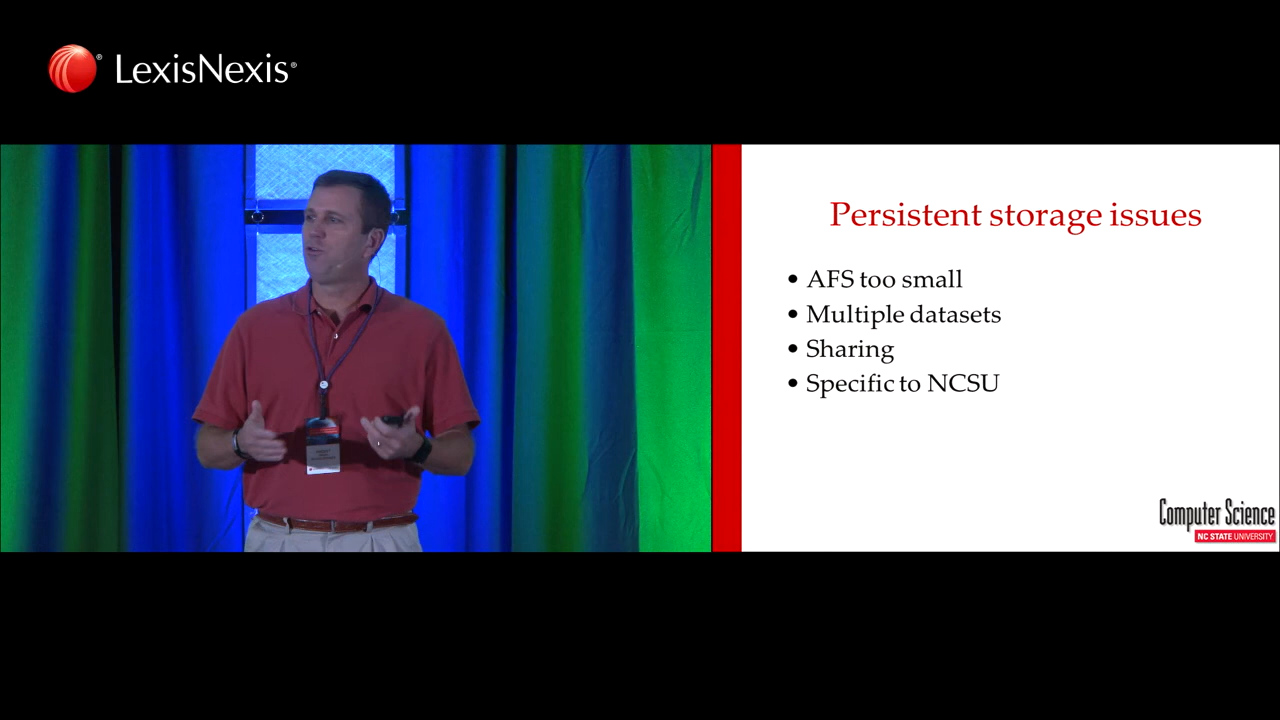 LexisNexis®
Persistent storage issues
• AFS too small
• Multiple datasets
• Sharing
• Specific to NCSU
Computer Science
NC STATE UNIVERSITY